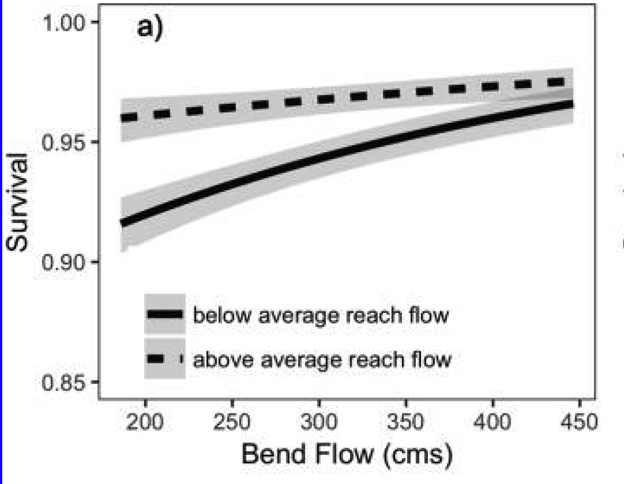 a)
1.00
0.95
0.90
0.85
Survival
below average reach flow
above average reach flow
200 250 300 350 400 450
Bend Flow (cms)